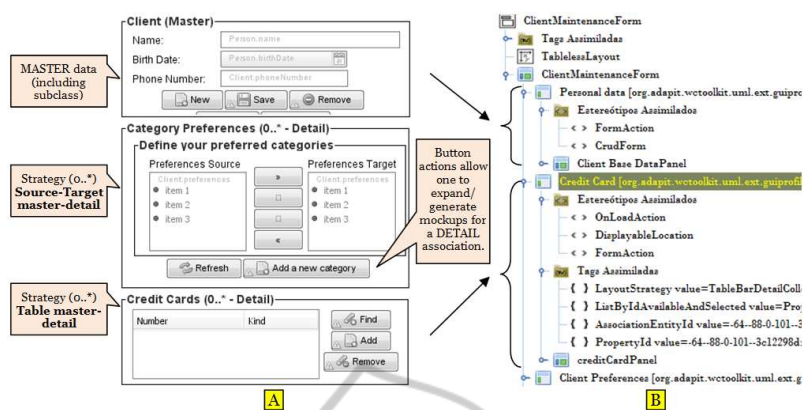 Client (Master)
Name:
Person.name
Birth Date:
Person.birthDate
Phone Number:
Client.phoneNumber
New
Save
Remove
MASTER data
(including
subclass)
Category Preferences (0..* - Detail)
Define your preferred categories
Preferences Source
Preferences Target
Client.preferences
item 1
item 2
item 3
»
«
Client.preferences
item 1
item 2
item 3
Refresh
Add a new category
Strategy (0..*)
Source-Target
master-detail
Button
actions allow
one to
expand/
generate
mockups for
a DETAIL
association.
Credit Cards (0..* - Detail)
Number
Kind
Find
Add
Remove
Strategy (0..*)
Table master-
detail
A
ClientMaintenanceForm
Tags Assimiladas
TablelessLayout
ClientMaintenanceForm
Personal data [org.adapit.wctoolkit.uml.ext.guiprof
Estereótipos Assimilados
< > FormAction
< > CrudForm
Client Base DataPanel
Credit Card [org.adapit.wctoolkit.uml.ext.guiprofil
Estereótipos Assimilados
< > OnLoadAction
< > DisplayableLocation
< > FormAction
Tags Assimiladas
{ } LayoutStrategy value=TableBarDetailColl
{ } ListByIdAvailableAndSelected value=Prop
{ } AssociationEntityId value=-64--88-0-101--3
{ } PropertyId value=-64--88-0-101--3c12298d:
creditCardPanel
Client Preferences [org.adapit.wctoolkit.uml.ext.g
B